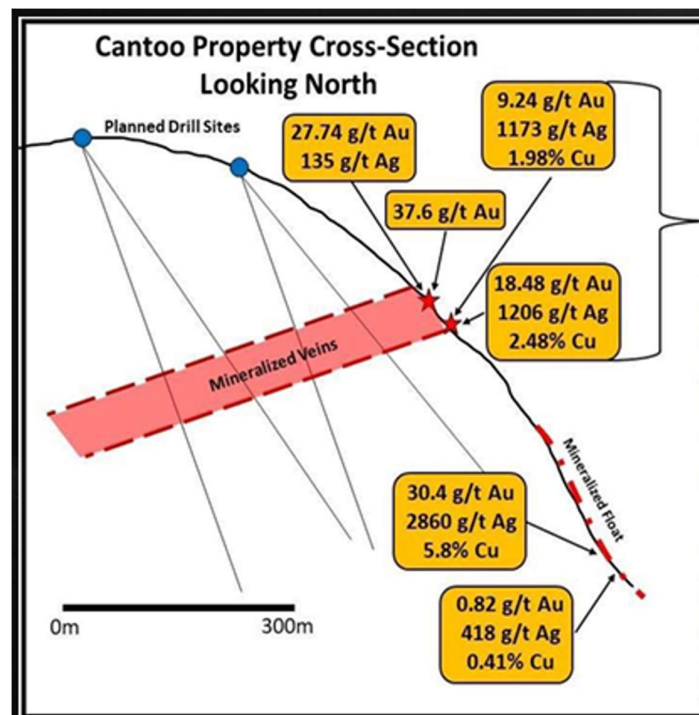 Cantoo Property Cross-Section
Looking North
Planned Drill Sites
27.74 g/t Au
135 g/t Ag
9.24 g/t Au
1173 g/t Ag
1.98% Cu
37.6 g/t Au
18.48 g/t Au
1206 g/t Ag
2.48% Cu
Mineralized Veins
Mineralized Float
30.4 g/t Au
2860 g/t Ag
5.8% Cu
0.82 g/t Au
418 g/t Ag
0.41% Cu
0m
300m